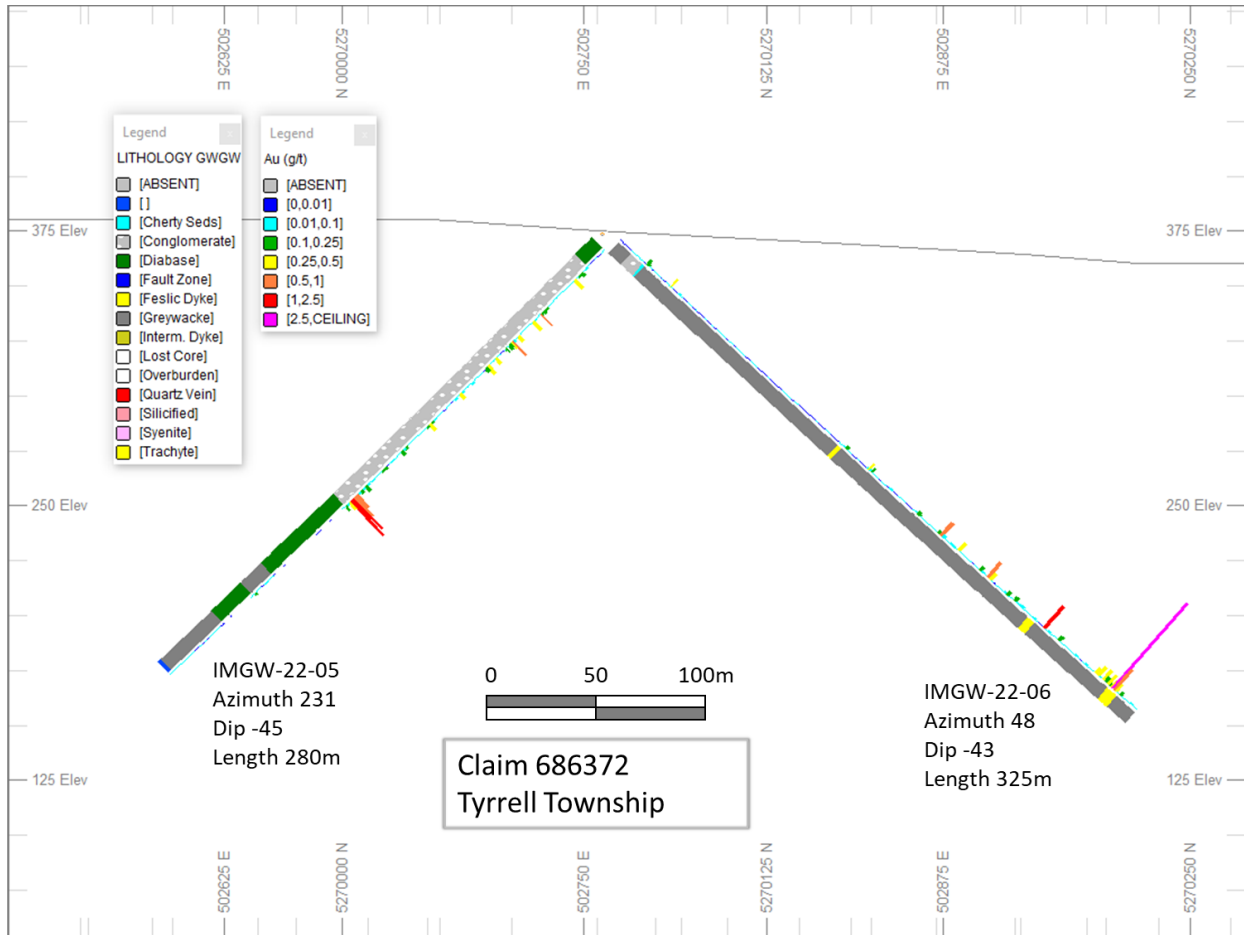 502625 E
5270000 N
502750 E
5270125 N
502875 E
5270250 N
Legend
x
LITHOLOGY GWGW
[ABSENT]
[ ]
[Cherty Seds]
[Conglomerate]
[Diabase]
[Fault Zone]
[Feslic Dyke]
[Greywacke]
[Interm. Dyke]
[Lost Core]
[Overburden]
[Quartz Vein]
[Silicified]
[Syenite]
[Trachyte]
Legend
x
Au (g/t)
[ABSENT]
[0,0.01]
[0.01,0.1]
[0.1,0.25]
[0.25,0.5]
[0.5,1]
[1,2.5]
[2.5,CEILING]
375 Elev
375 Elev
250 Elev
250 Elev
125 Elev
125 Elev
IMGW-22-05
Azimuth 231
Dip -45
Length 280m
0 50 100m
Claim 686372
Tyrrell Township
IMGW-22-06
Azimuth 48
Dip -43
Length 325m
502625 E
5270000 N
502750 E
5270125 N
502875 E
5270250 N